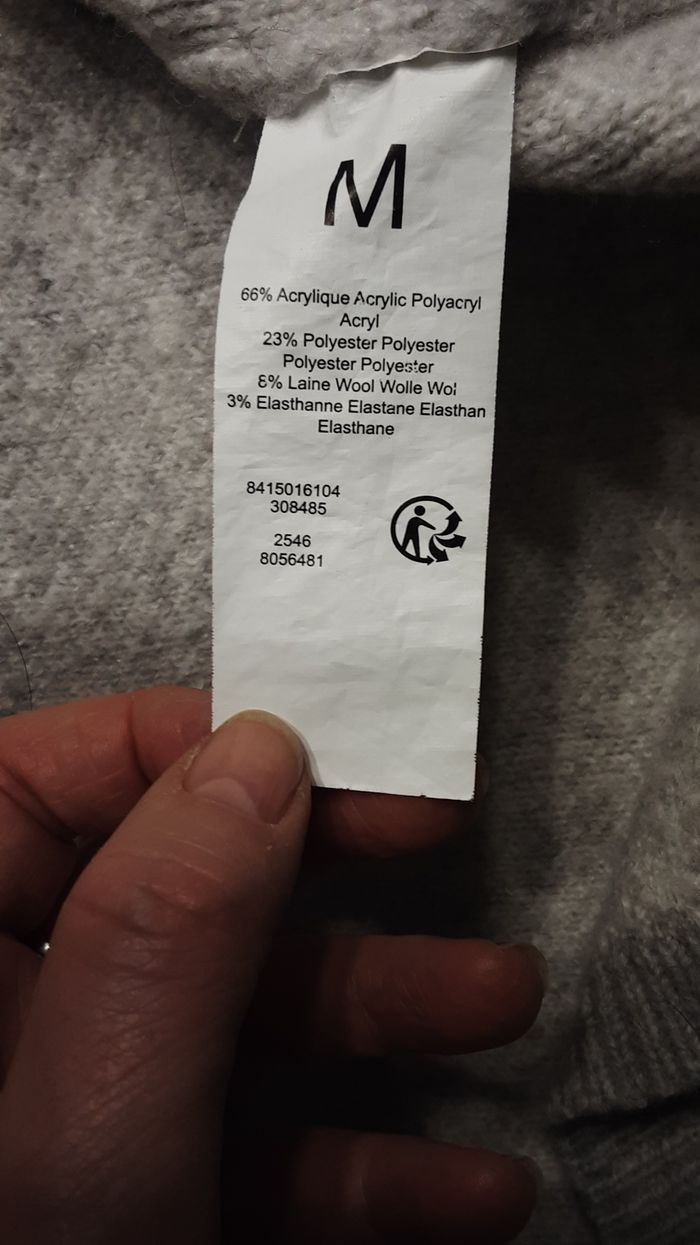 M
66% Acrylique Acrylic Polyacryl
Acryl
23% Polyester Polyester
Polyester Polyester
8% Laine Wool Wolle Wol
3% Elasthanne Elastane Elasthan
Elasthane
8415016104
308485
2546
8056481